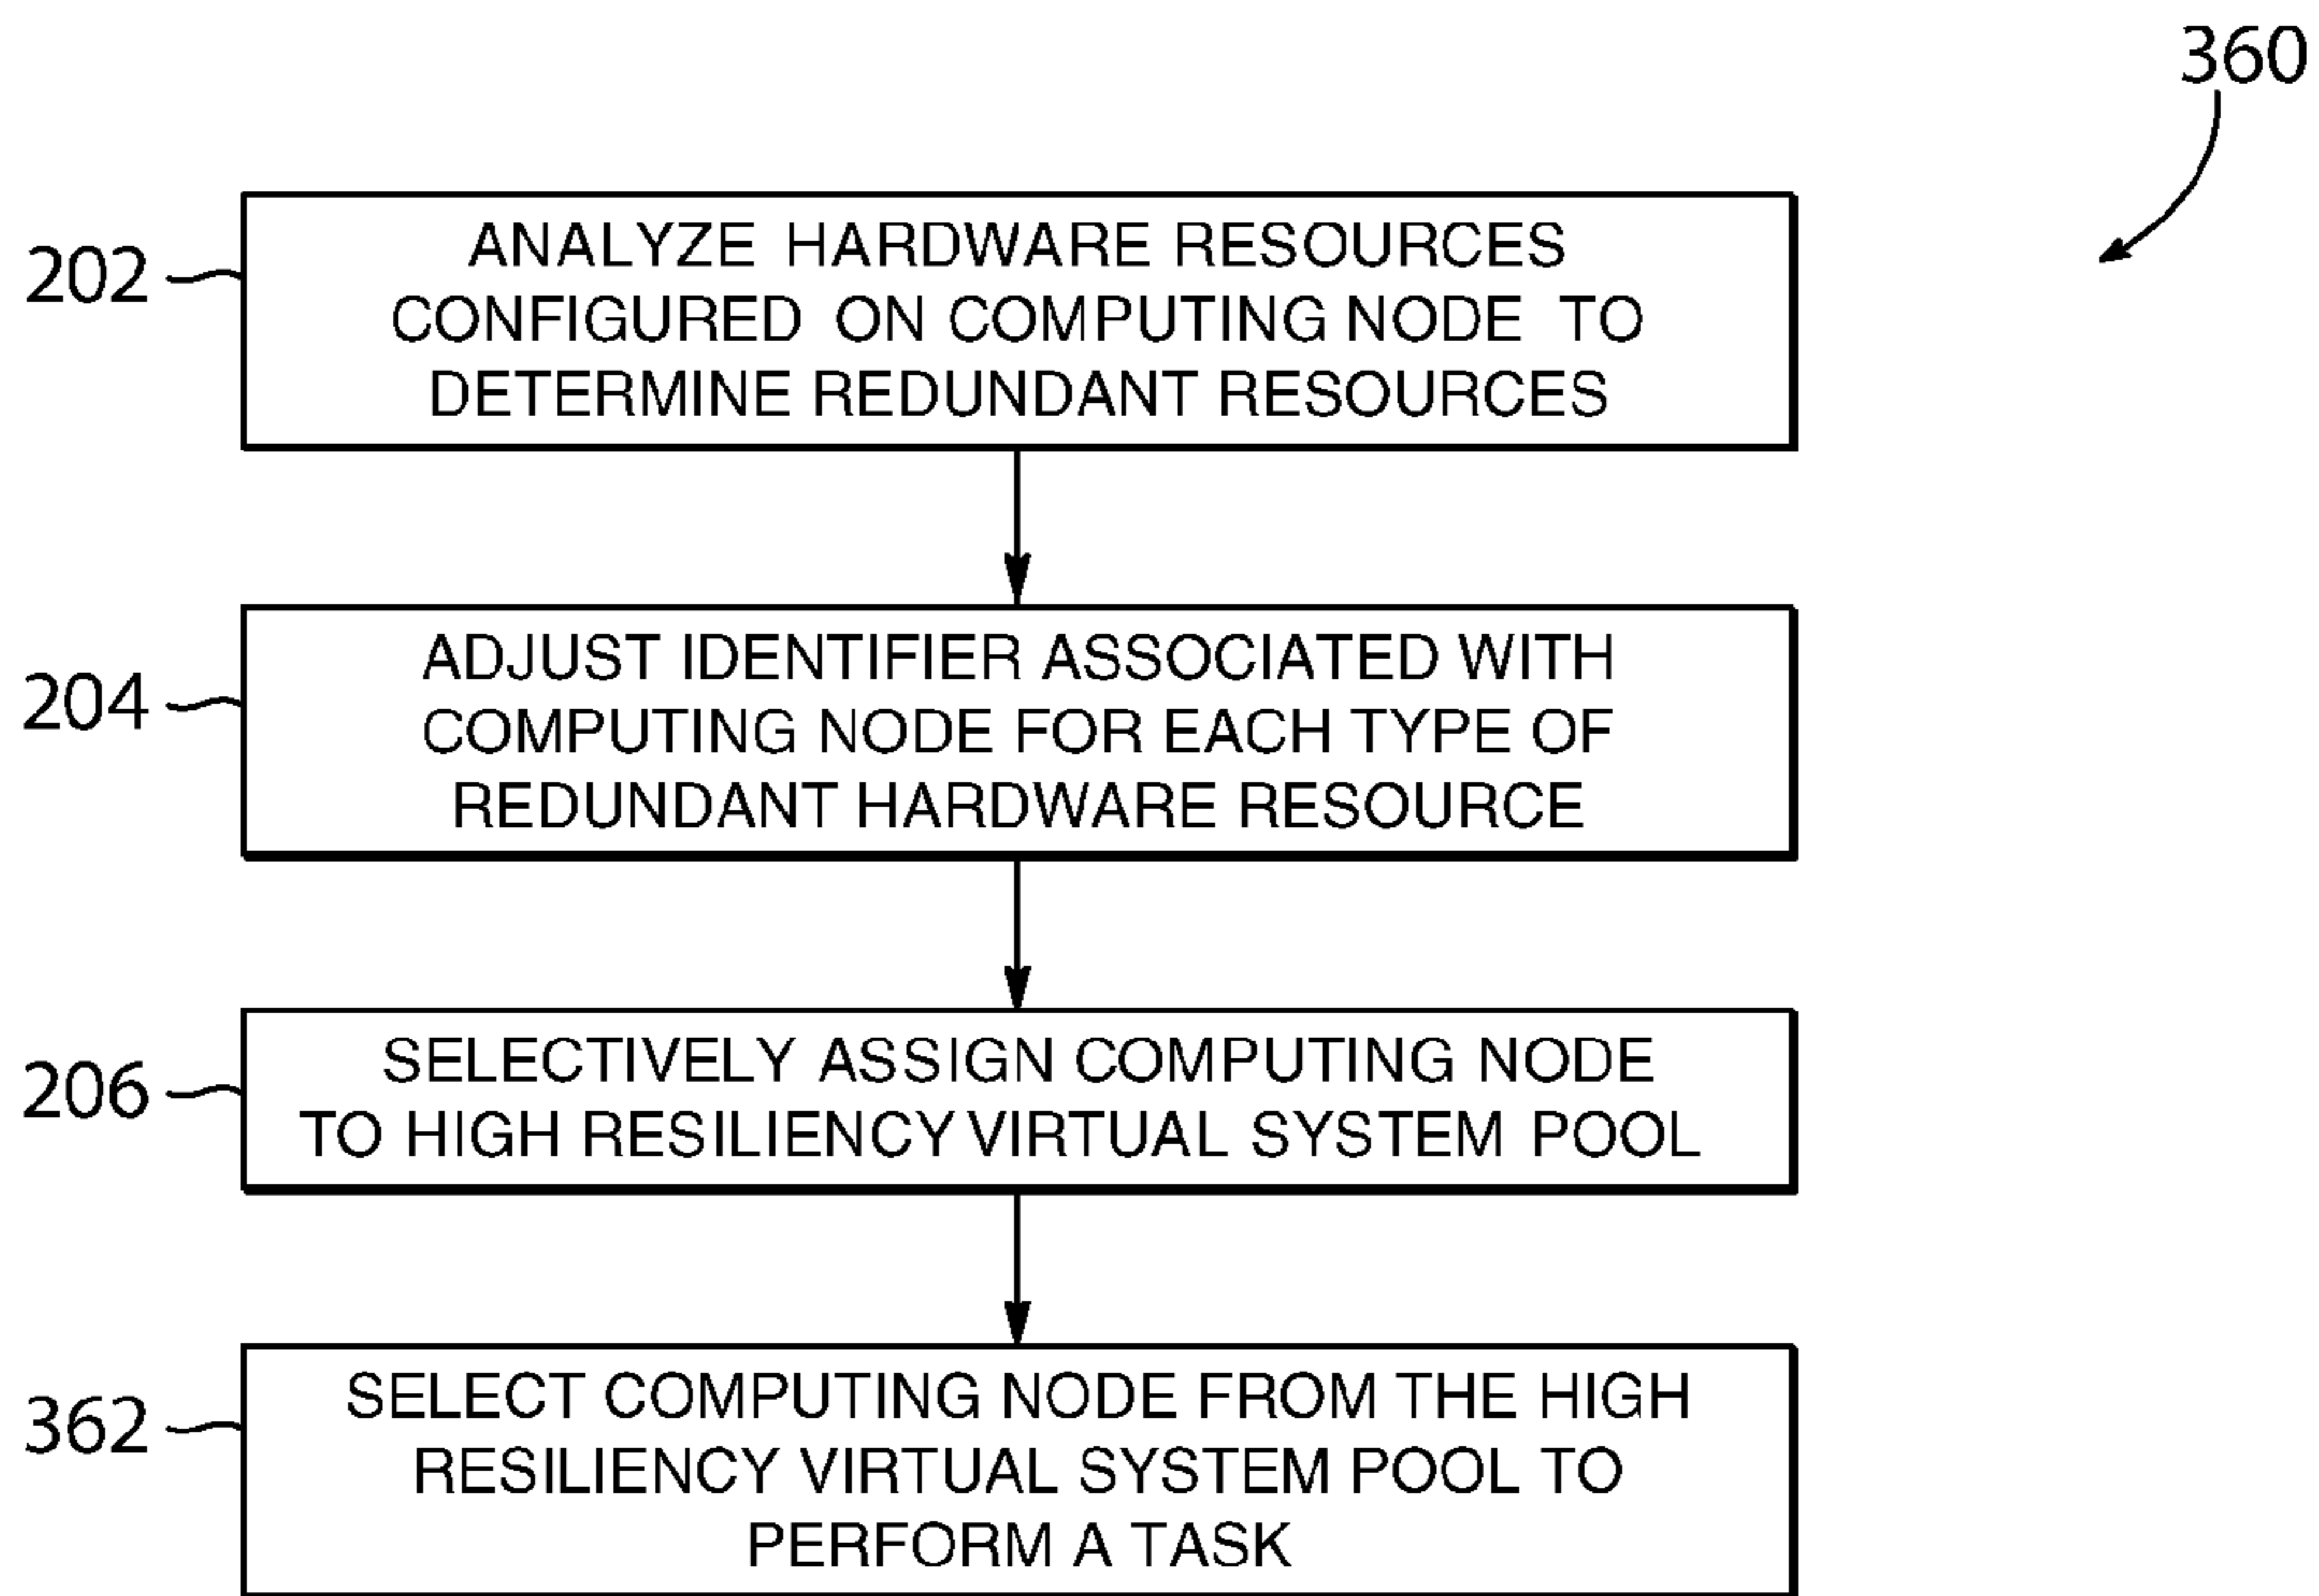 360
202
ANALYZE HARDWARE RESOURCES
CONFIGURED ON COMPUTING NODE TO
DETERMINE REDUNDANT RESOURCES
204
ADJUST IDENTIFIER ASSOCIATED WITH
COMPUTING NODE FOR EACH TYPE OF
REDUNDANT HARDWARE RESOURCE
206
SELECTIVELY ASSIGN COMPUTING NODE
TO HIGH RESILIENCY VIRTUAL SYSTEM POOL
362
SELECT COMPUTING NODE FROM THE HIGH
RESILIENCY VIRTUAL SYSTEM POOL TO
PERFORM A TASK